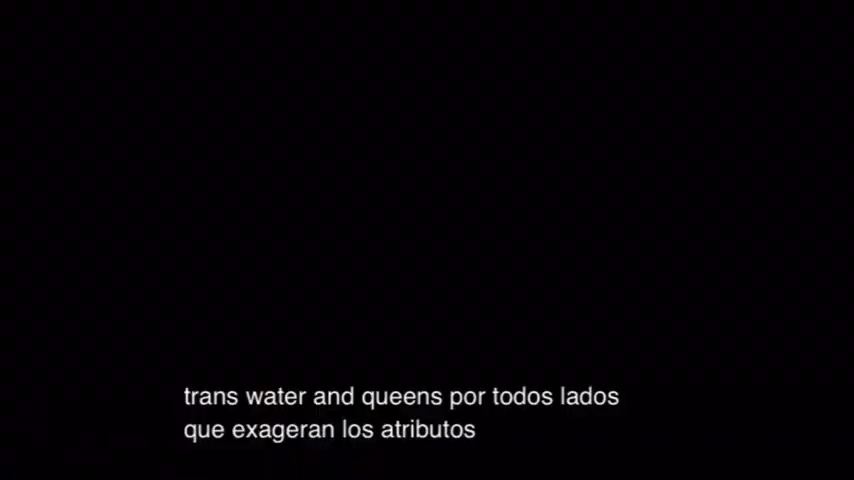 trans water and queens por todos lados
que exageran los atributos